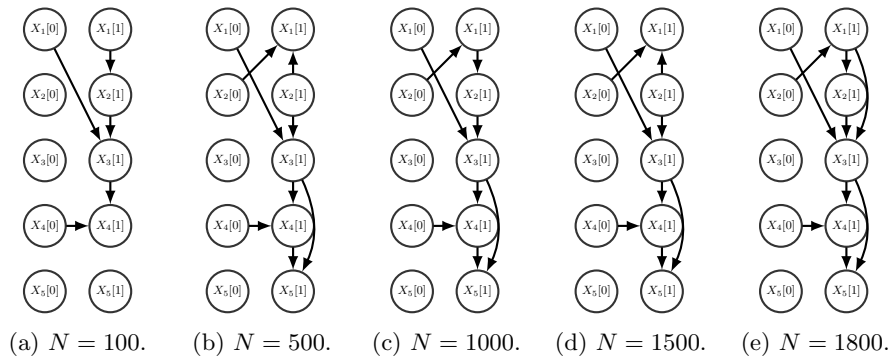 X₁[0] X₁[1] X₁[0] X₁[1] X₁[0] X₁[1] X₁[0] X₁[1] X₁[0] X₁[1]
X₂[0] X₂[1] X₂[0] X₂[1] X₂[0] X₂[1] X₂[0] X₂[1] X₂[0] X₂[1]
X₃[0] X₃[1] X₃[0] X₃[1] X₃[0] X₃[1] X₃[0] X₃[1] X₃[0] X₃[1]
X₄[0] X₄[1] X₄[0] X₄[1] X₄[0] X₄[1] X₄[0] X₄[1] X₄[0] X₄[1]
X₅[0] X₅[1] X₅[0] X₅[1] X₅[0] X₅[1] X₅[0] X₅[1] X₅[0] X₅[1]
(a) N = 100. (b) N = 500. (c) N = 1000. (d) N = 1500. (e) N = 1800.